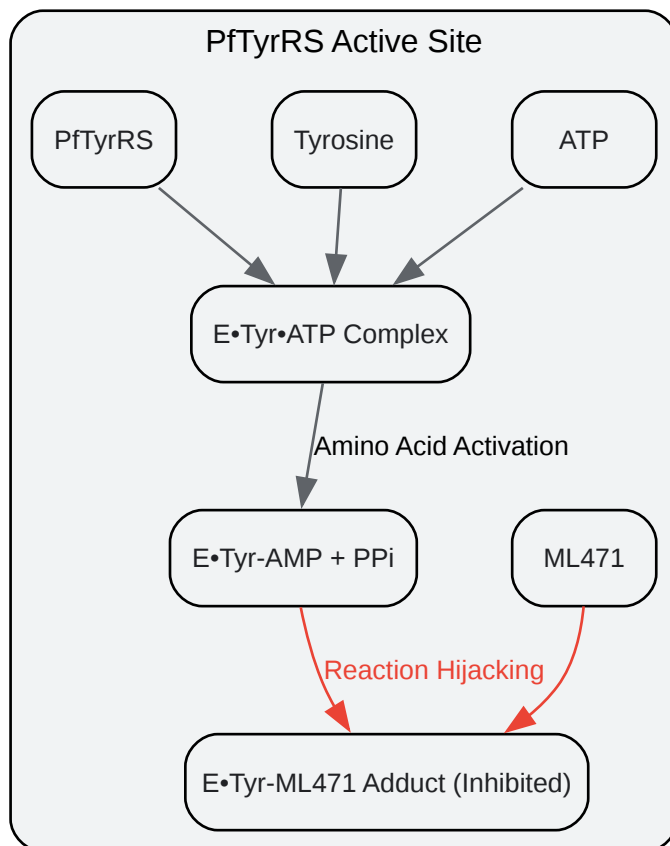 PfTyrRS Active Site
PfTyrRS
Tyrosine
ATP
E•Tyr•ATP Complex
Amino Acid Activation
E•Tyr-AMP + PPi
ML471
Reaction Hijacking
E•Tyr-ML471 Adduct (Inhibited)